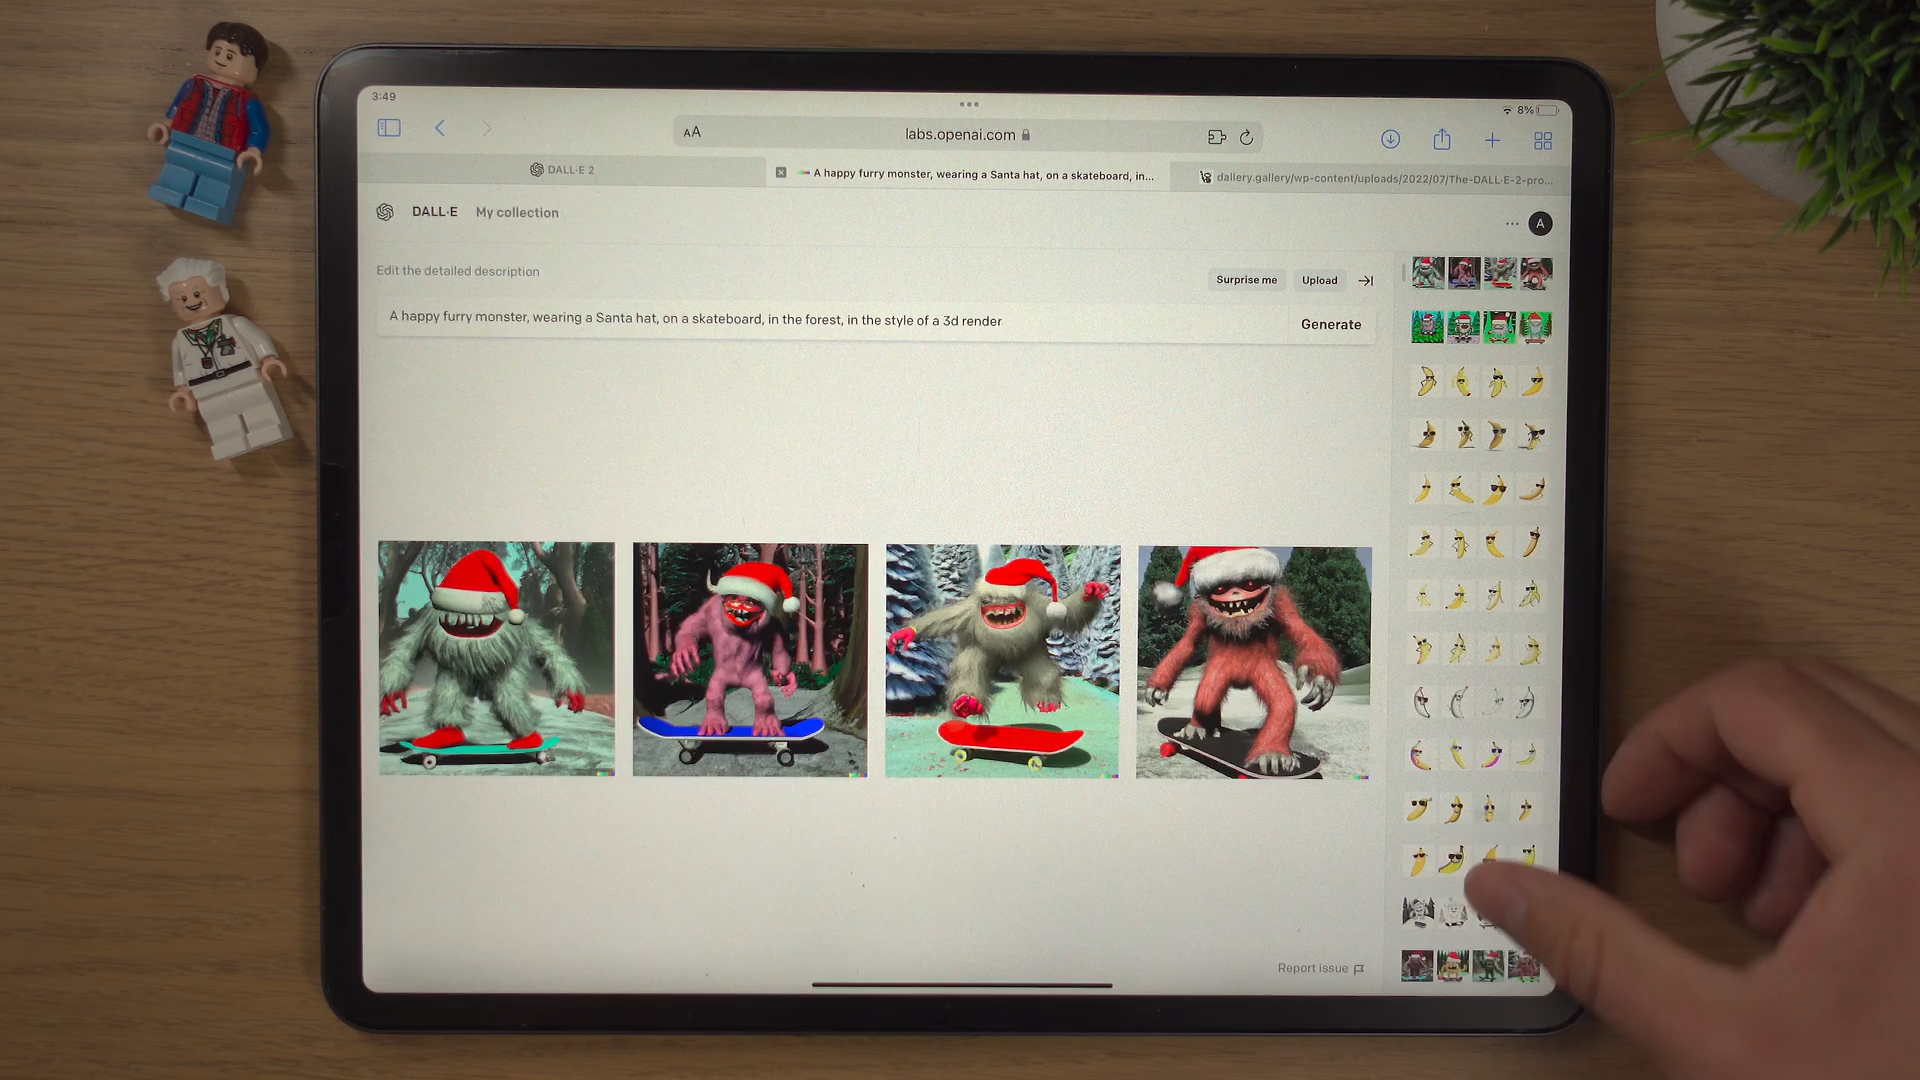 3:49
8%
AA
labs.openai.com
DALL·E 2
A happy furry monster, wearing a Santa hat, on a skateboard, in...
dallery.gallery/wp-content/uploads/2022/07/The-DALL-E-2-pro...
DALL·E
My collection
A
Edit the detailed description
Surprise me
Upload
A happy furry monster, wearing a Santa hat, on a skateboard, in the forest, in the style of a 3d render
Generate
Report issue